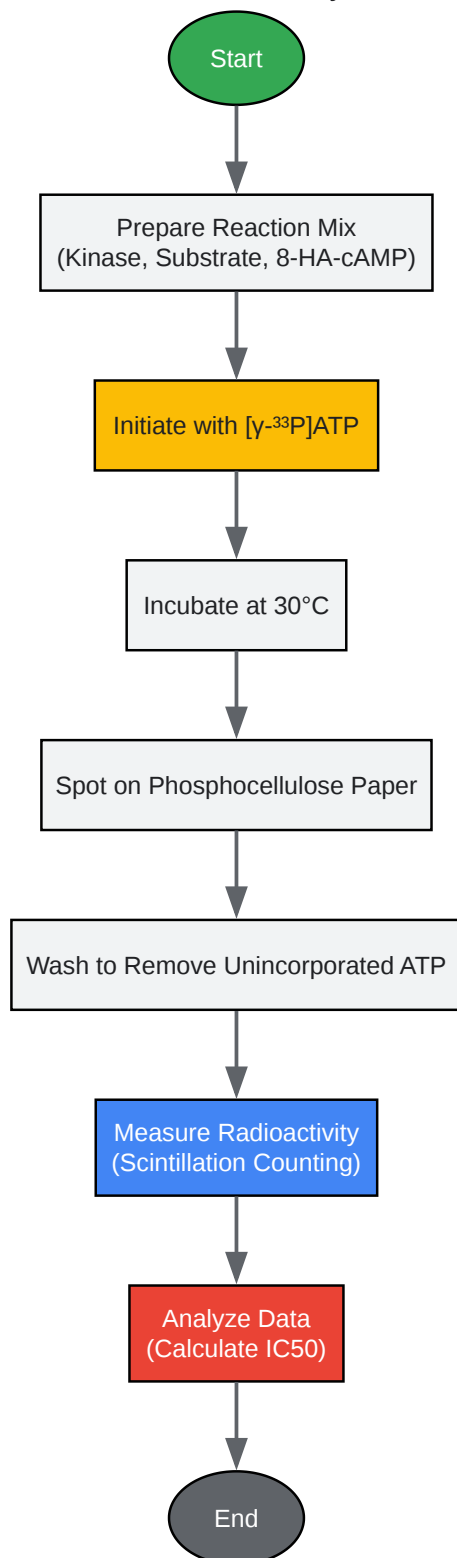 Start
Prepare Reaction Mix
(Kinase, Substrate, 8-HA-cAMP)
Initiate with [γ-³³P]ATP
Incubate at 30°C
Spot on Phosphocellulose Paper
Wash to Remove Unincorporated ATP
Measure Radioactivity
(Scintillation Counting)
Analyze Data
(Calculate IC50)
End